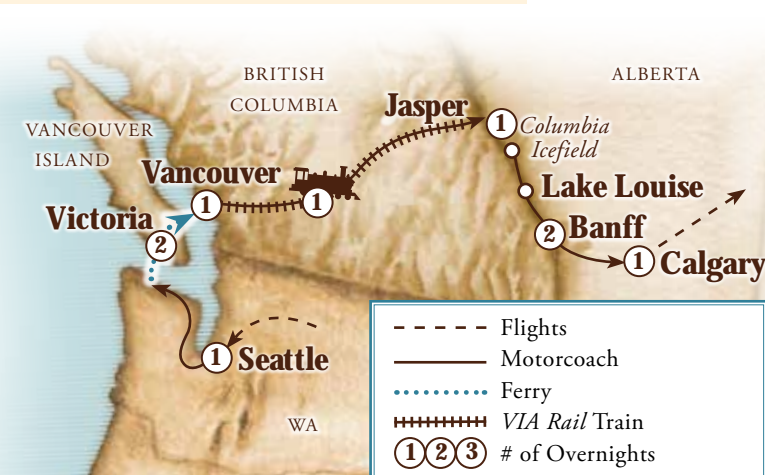 BRITISH
COLUMBIA
ALBERTA
VANCOUVER
ISLAND
Jasper
1
Columbia
Icefield
Vancouver
1
1
Lake Louise
Victoria
2
2
Banff
1
Calgary
1
Seattle
WA
Flights
Motorcoach
Ferry
VIA Rail Train
1 2 3 # of Overnights